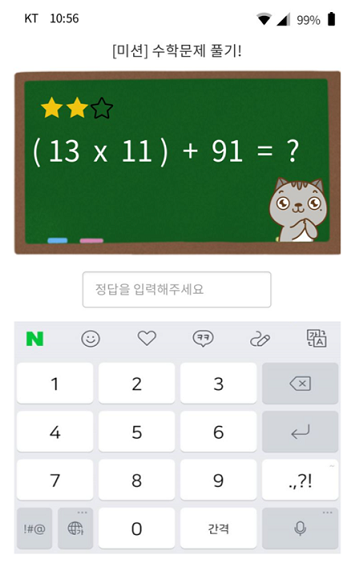 KT 10:56 99%
[미션] 수학문제 풀기!
( 13 x 11 ) + 91 = ?
정답을 입력해주세요
N ㅋㅋ 가 A
1 2 3
4 5 6
7 8 9 .,?!
!#@ 가 0 간격